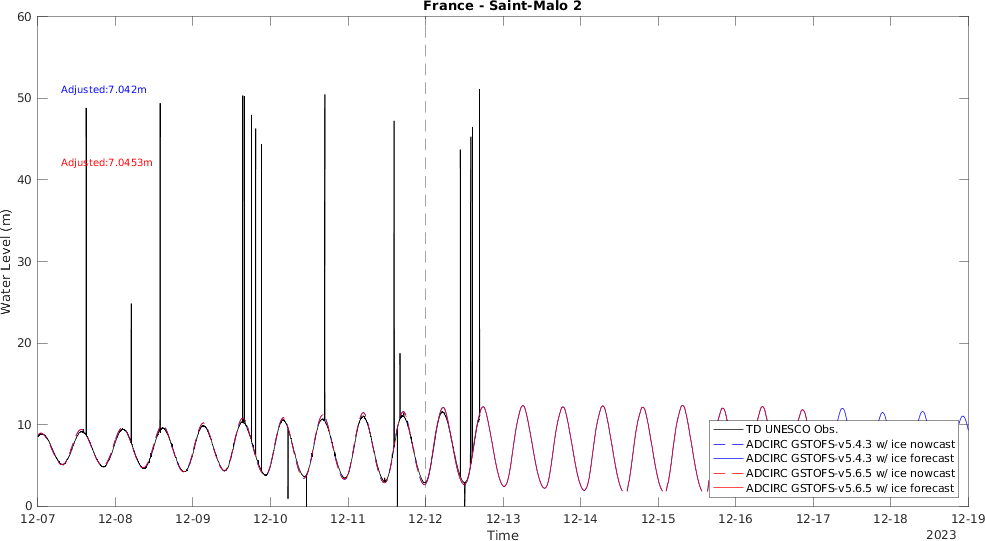 France - Saint-Malo 2
60
50
40
30
20
10
0
Water Level (m)
Adjusted:7.042m
Adjusted:7.0453m
TD UNESCO Obs.
ADCIRC GSTOFS-v5.4.3 w/ ice nowcast
ADCIRC GSTOFS-v5.4.3 w/ ice forecast
ADCIRC GSTOFS-v5.6.5 w/ ice nowcast
ADCIRC GSTOFS-v5.6.5 w/ ice forecast
12-07 12-08 12-09 12-10 12-11 12-12 12-13 12-14 12-15 12-16 12-17 12-18 12-19
Time
2023